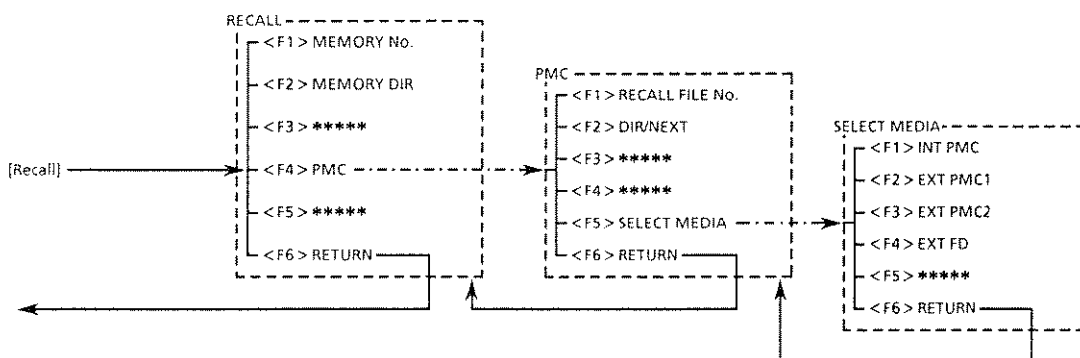 RECALL
<F1> MEMORY No.
<F2> MEMORY DIR
<F3> *****
[Recall]
<F4> PMC
<F5> *****
<F6> RETURN
PMC
<F1> RECALL FILE No.
<F2> DIR/NEXT
<F3> *****
<F4> *****
<F5> SELECT MEDIA
<F6> RETURN
SELECT MEDIA
<F1> INT PMC
<F2> EXT PMC1
<F3> EXT PMC2
<F4> EXT FD
<F5> *****
<F6> RETURN